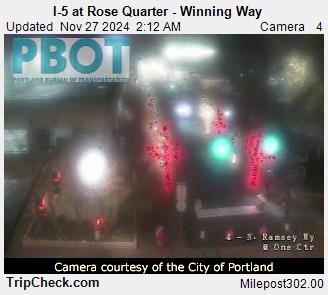 I-5 at Rose Quarter - Winning Way
Updated Nov 27 2024 2:12 AM Camera 4
PBOT
PORTLAND BUREAU OF TRANSPORTATION
4 - N. Ramsey Wy
@ One Ctr
Camera courtesy of the City of Portland
TripCheck.com Milepost302.00